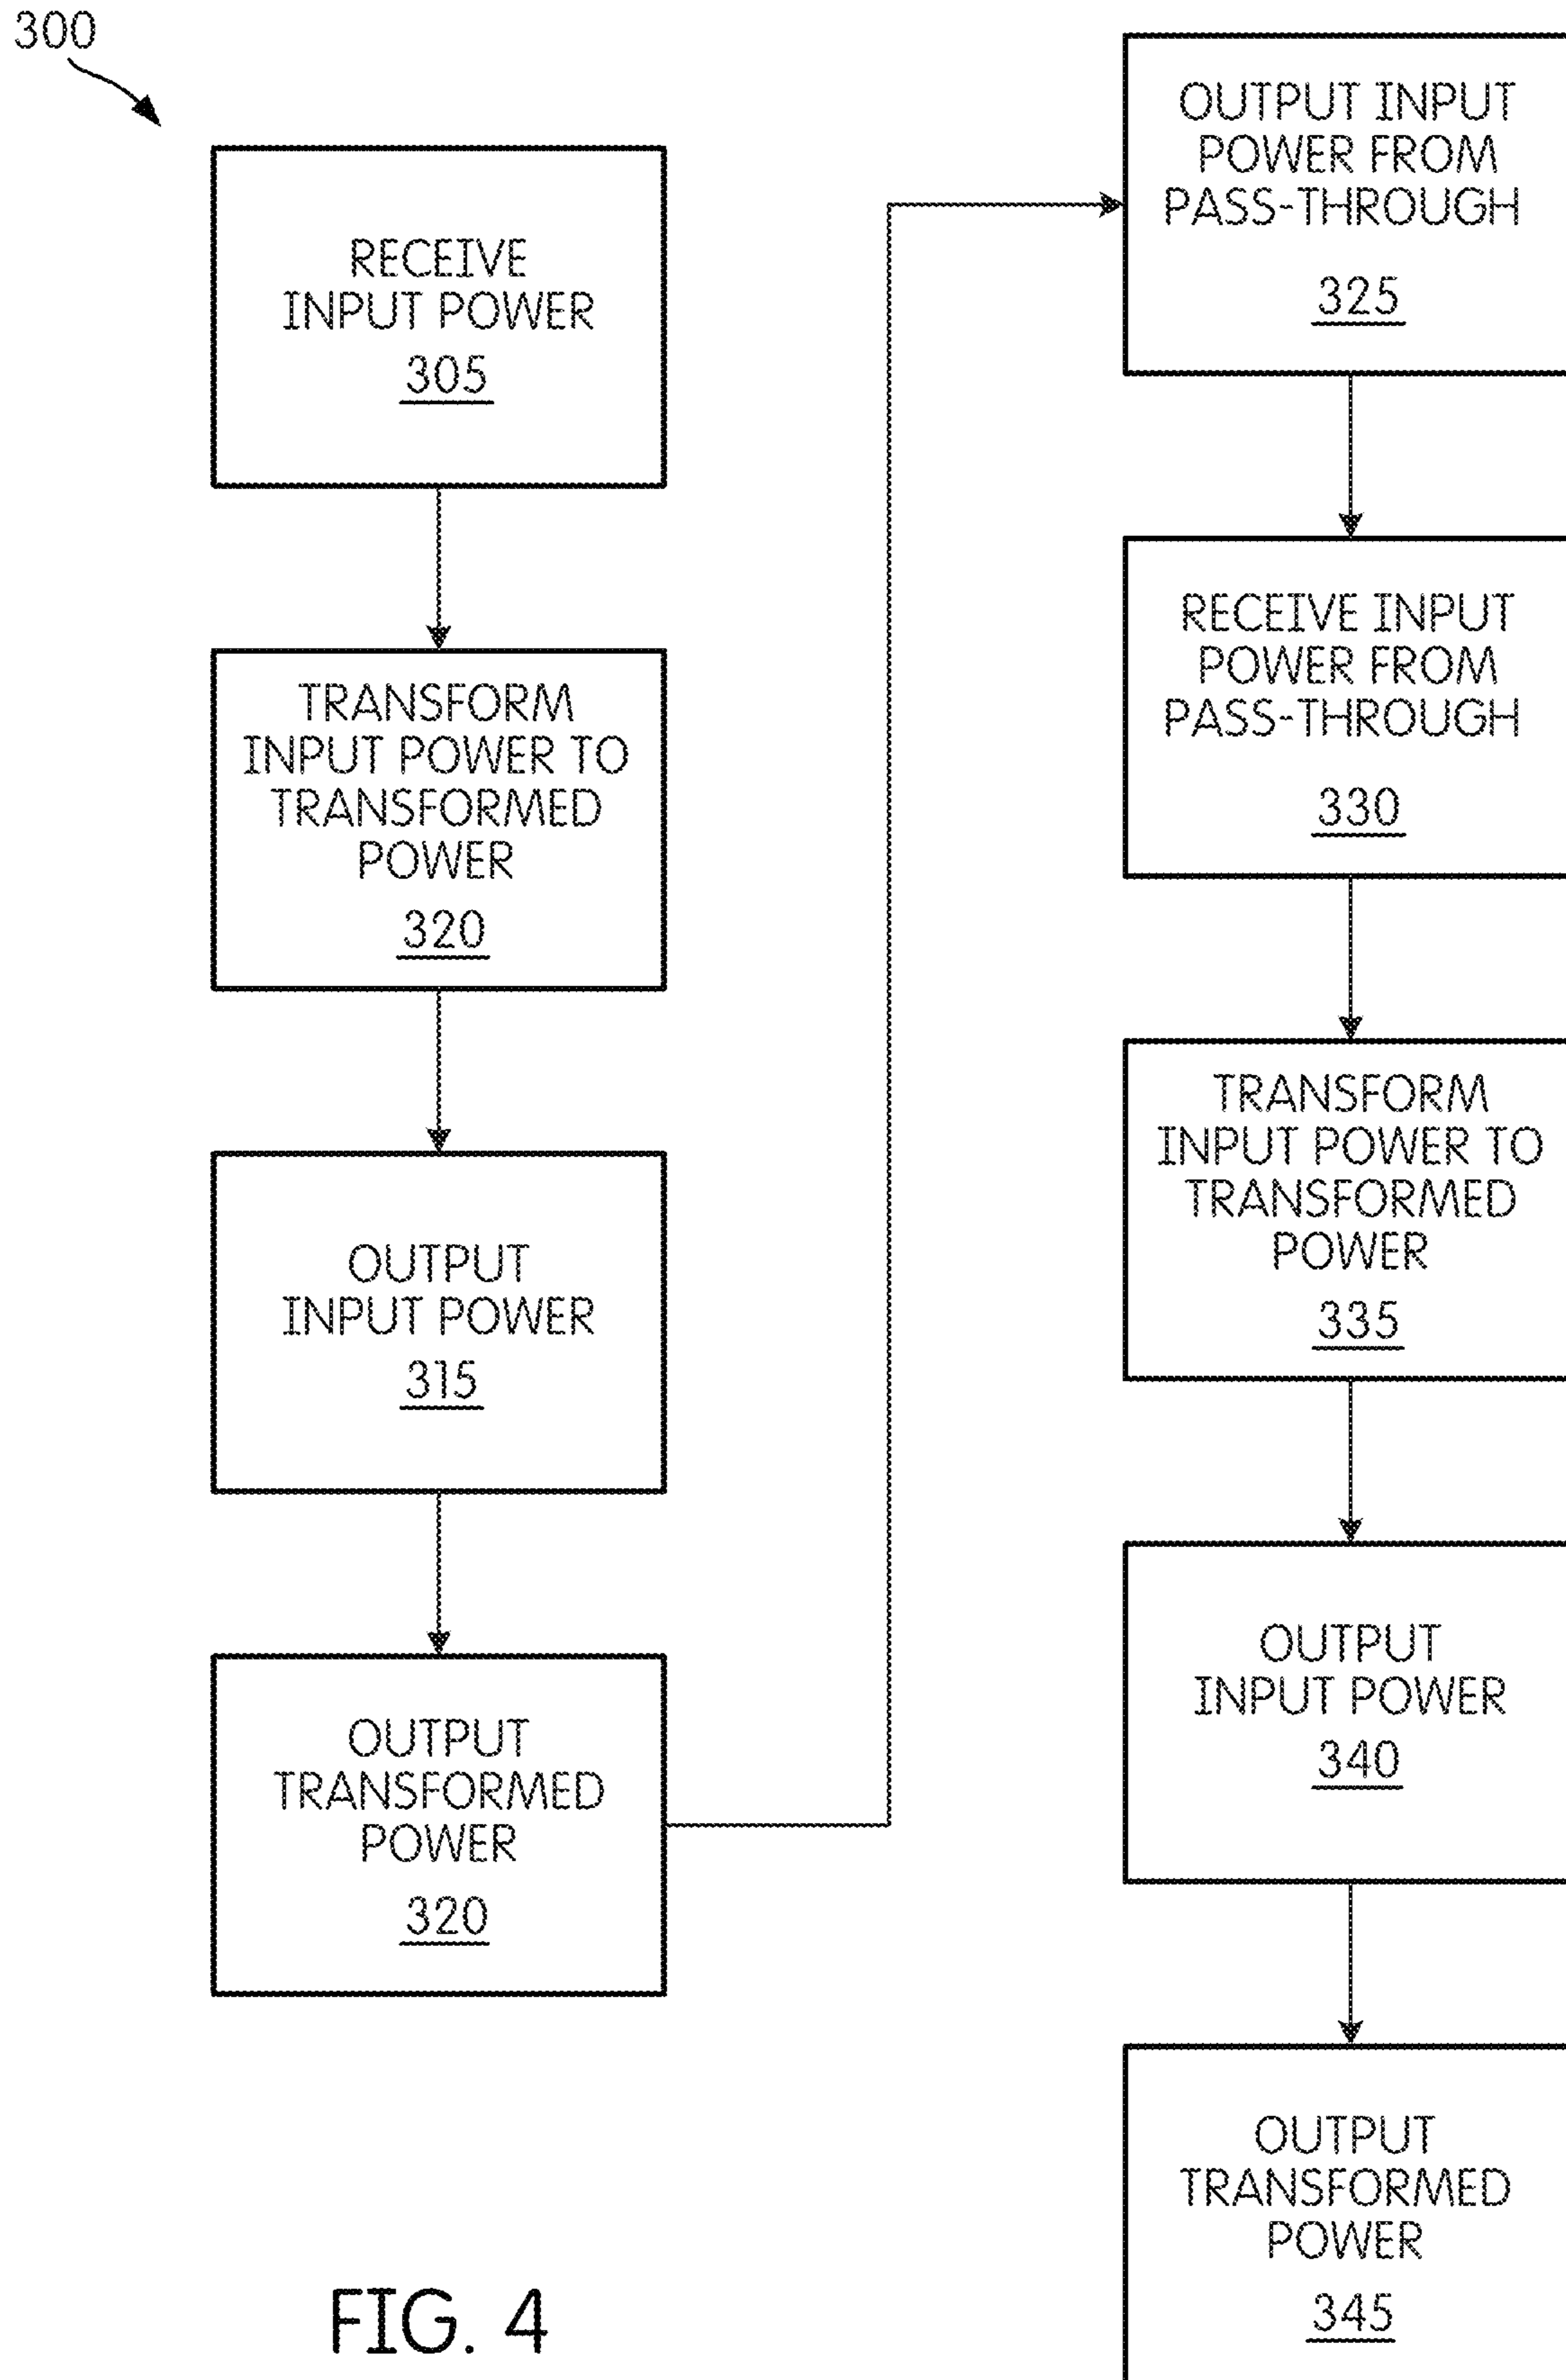 300
RECEIVE
INPUT POWER
305
TRANSFORM
INPUT POWER TO
TRANSFORMED
POWER
320
OUTPUT
INPUT POWER
315
OUTPUT
TRANSFORMED
POWER
320
OUTPUT INPUT
POWER FROM
PASS-THROUGH
325
RECEIVE INPUT
POWER FROM
PASS-THROUGH
330
TRANSFORM
INPUT POWER TO
TRANSFORMED
POWER
335
OUTPUT
INPUT POWER
340
OUTPUT
TRANSFORMED
POWER
345
FIG. 4